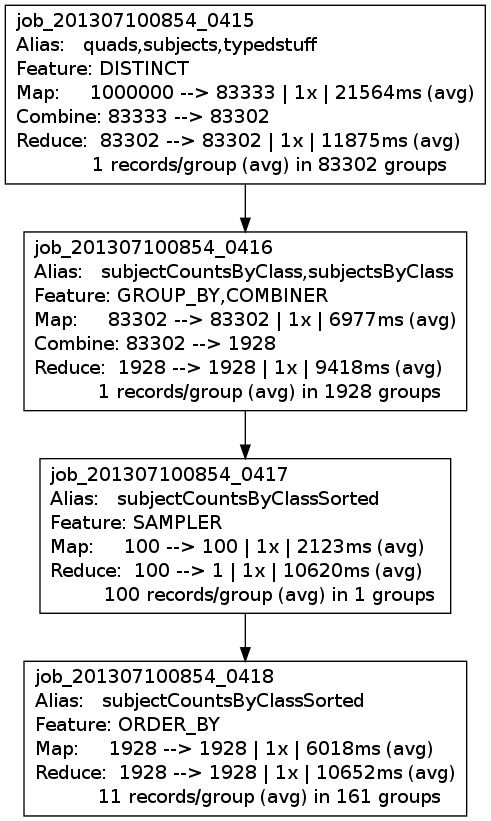 job_201307100854_0415
Alias: quads,subjects,typedstuff
Feature: DISTINCT
Map: 1000000 --> 83333 | 1x | 21564ms (avg)
Combine: 83333 --> 83302
Reduce: 83302 --> 83302 | 1x | 11875ms (avg)
1 records/group (avg) in 83302 groups
job_201307100854_0416
Alias: subjectCountsByClass,subjectsByClass
Feature: GROUP_BY,COMBINER
Map: 83302 --> 83302 | 1x | 6977ms (avg)
Combine: 83302 --> 1928
Reduce: 1928 --> 1928 | 1x | 9418ms (avg)
1 records/group (avg) in 1928 groups
job_201307100854_0417
Alias: subjectCountsByClassSorted
Feature: SAMPLER
Map: 100 --> 100 | 1x | 2123ms (avg)
Reduce: 100 --> 1 | 1x | 10620ms (avg)
100 records/group (avg) in 1 groups
job_201307100854_0418
Alias: subjectCountsByClassSorted
Feature: ORDER_BY
Map: 1928 --> 1928 | 1x | 6018ms (avg)
Reduce: 1928 --> 1928 | 1x | 10652ms (avg)
11 records/group (avg) in 161 groups